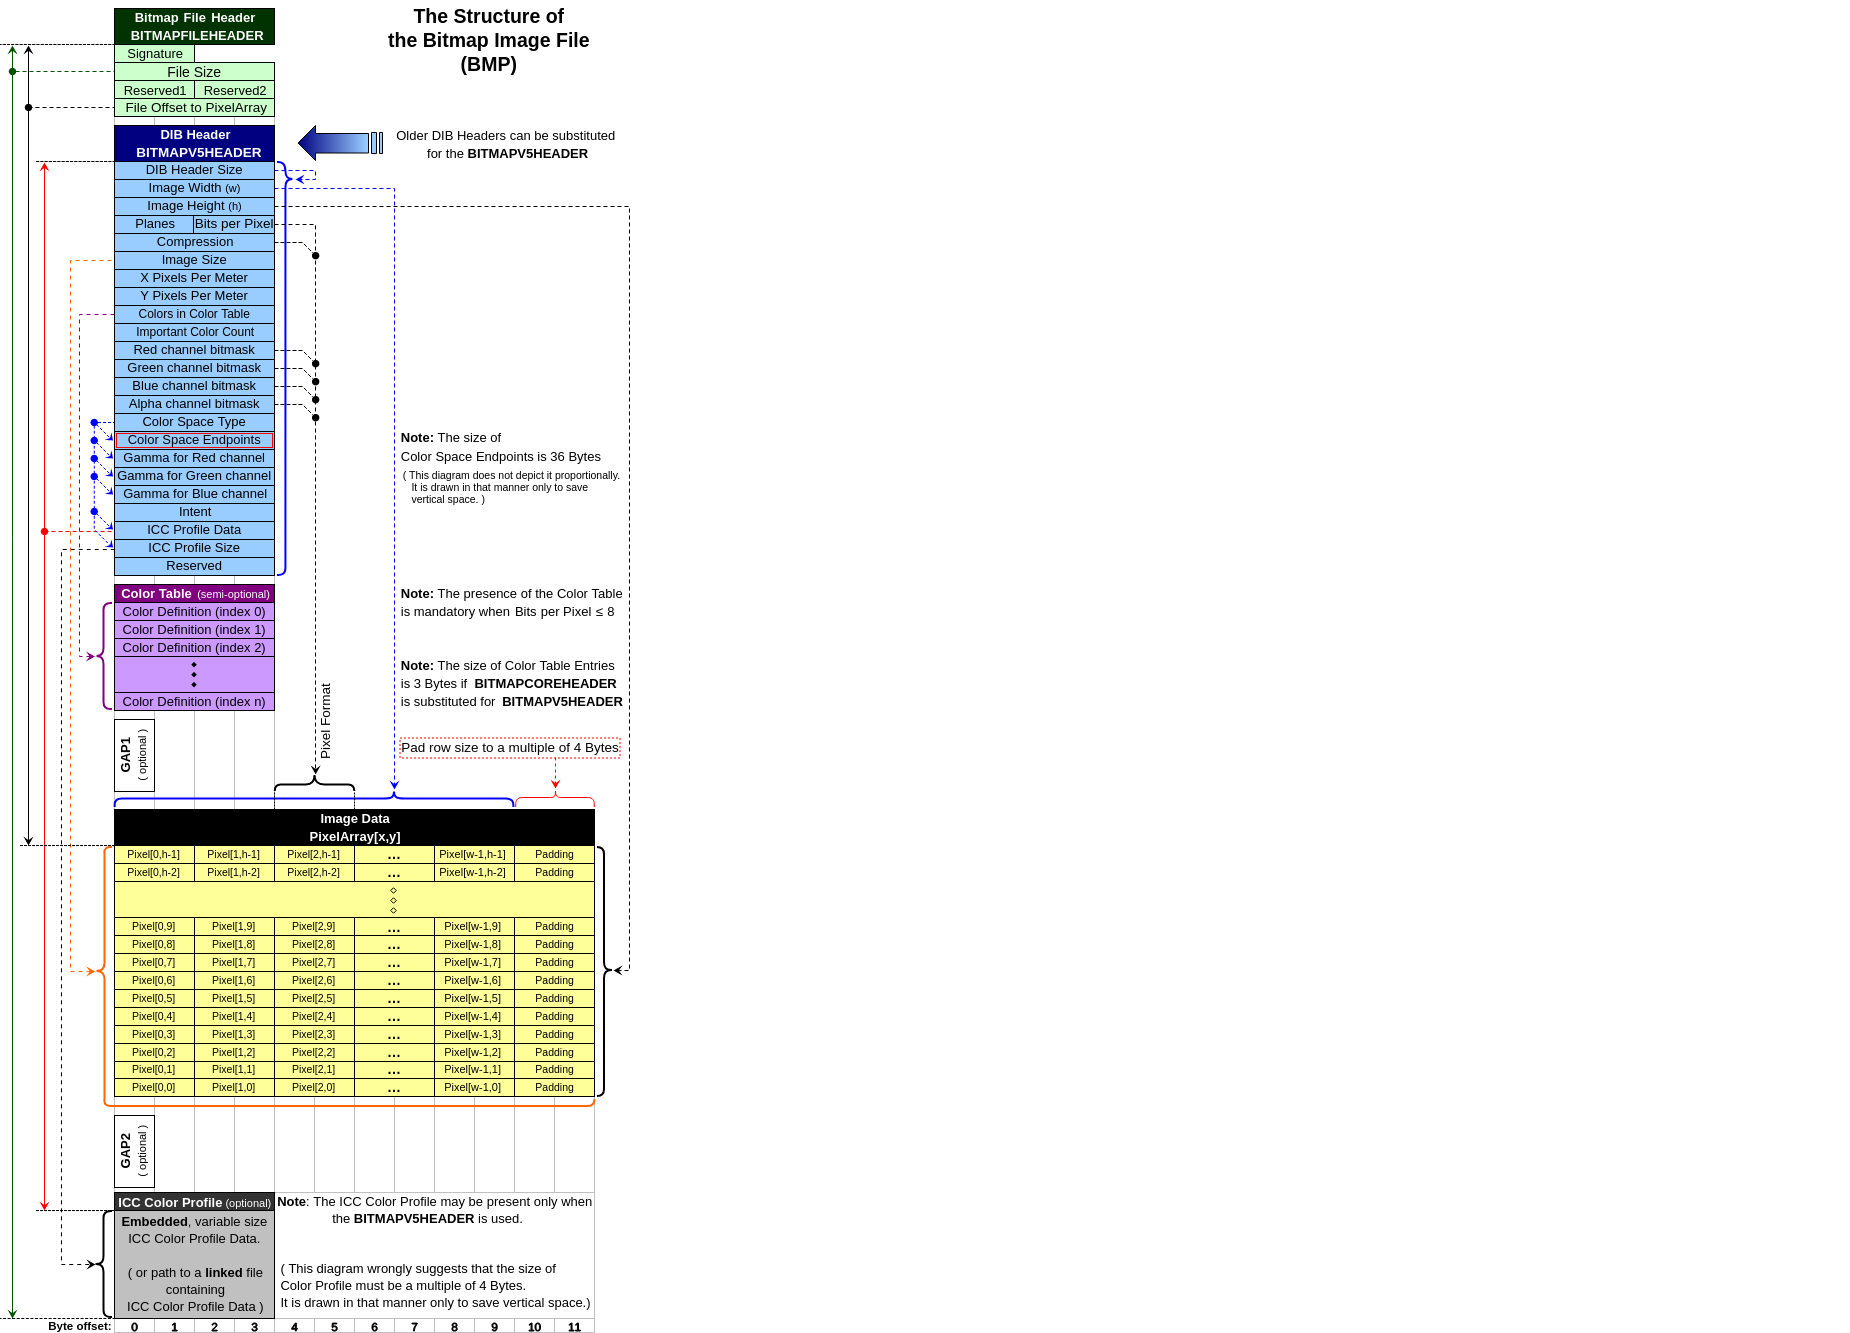 The Structure of
the Bitmap Image File
(BMP)
Bitmap File Header
BITMAPFILEHEADER
Signature
File Size
Reserved1 Reserved2
File Offset to PixelArray
DIB Header
BITMAPV5HEADER
Older DIB Headers can be substituted
for the BITMAPV5HEADER
DIB Header Size
Image Width (w)
Image Height (h)
Planes Bits per Pixel
Compression
Image Size
X Pixels Per Meter
Y Pixels Per Meter
Colors in Color Table
Important Color Count
Red channel bitmask
Green channel bitmask
Blue channel bitmask
Alpha channel bitmask
Color Space Type
Color Space Endpoints
Gamma for Red channel
Gamma for Green channel
Gamma for Blue channel
Intent
ICC Profile Data
ICC Profile Size
Reserved
Note: The size of
Color Space Endpoints is 36 Bytes
( This diagram does not depict it proportionally.
It is drawn in that manner only to save
vertical space. )
Color Table (semi-optional)
Color Definition (index 0)
Color Definition (index 1)
Color Definition (index 2)
Color Definition (index n)
Note: The presence of the Color Table
is mandatory when Bits per Pixel ≤ 8
Note: The size of Color Table Entries
is 3 Bytes if BITMAPCOREHEADER
is substituted for BITMAPV5HEADER
Pixel Format
GAP1
( optional )
Pad row size to a multiple of 4 Bytes
Image Data
PixelArray[x,y]
Pixel[0,h-1] Pixel[1,h-1] Pixel[2,h-1] ... Pixel[w-1,h-1] Padding
Pixel[0,h-2] Pixel[1,h-2] Pixel[2,h-2] ... Pixel[w-1,h-2] Padding
Pixel[0,9] Pixel[1,9] Pixel[2,9] ... Pixel[w-1,9] Padding
Pixel[0,8] Pixel[1,8] Pixel[2,8] ... Pixel[w-1,8] Padding
Pixel[0,7] Pixel[1,7] Pixel[2,7] ... Pixel[w-1,7] Padding
Pixel[0,6] Pixel[1,6] Pixel[2,6] ... Pixel[w-1,6] Padding
Pixel[0,5] Pixel[1,5] Pixel[2,5] ... Pixel[w-1,5] Padding
Pixel[0,4] Pixel[1,4] Pixel[2,4] ... Pixel[w-1,4] Padding
Pixel[0,3] Pixel[1,3] Pixel[2,3] ... Pixel[w-1,3] Padding
Pixel[0,2] Pixel[1,2] Pixel[2,2] ... Pixel[w-1,2] Padding
Pixel[0,1] Pixel[1,1] Pixel[2,1] ... Pixel[w-1,1] Padding
Pixel[0,0] Pixel[1,0] Pixel[2,0] ... Pixel[w-1,0] Padding
GAP2
( optional )
ICC Color Profile (optional)
Embedded, variable size
ICC Color Profile Data.
( or path to a linked file
containing
ICC Color Profile Data )
Note: The ICC Color Profile may be present only when
the BITMAPV5HEADER is used.
( This diagram wrongly suggests that the size of
Color Profile must be a multiple of 4 Bytes.
It is drawn in that manner only to save vertical space.)
Byte offset: 0 1 2 3 4 5 6 7 8 9 10 11